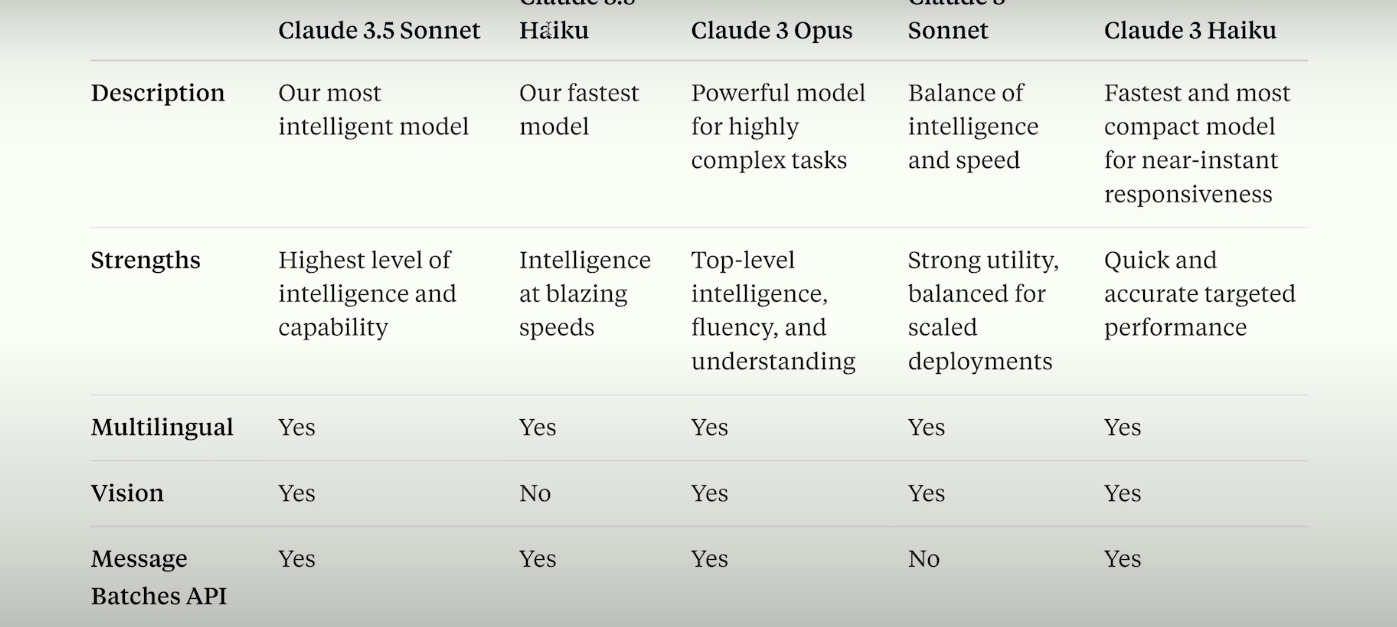 Claude 3.5 Sonnet Haiku Claude 3 Opus Sonnet Claude 3 Haiku
Description Our most Our fastest Powerful model Balance of Fastest and most
intelligent model model for highly intelligence compact model
complex tasks and speed for near-instant
responsiveness
Strengths Highest level of Intelligence Top-level Strong utility, Quick and
intelligence and at blazing intelligence, balanced for accurate targeted
capability speeds fluency, and scaled performance
understanding deployments
Multilingual Yes Yes Yes Yes Yes
Vision Yes No Yes Yes Yes
Message Yes Yes Yes No Yes
Batches API